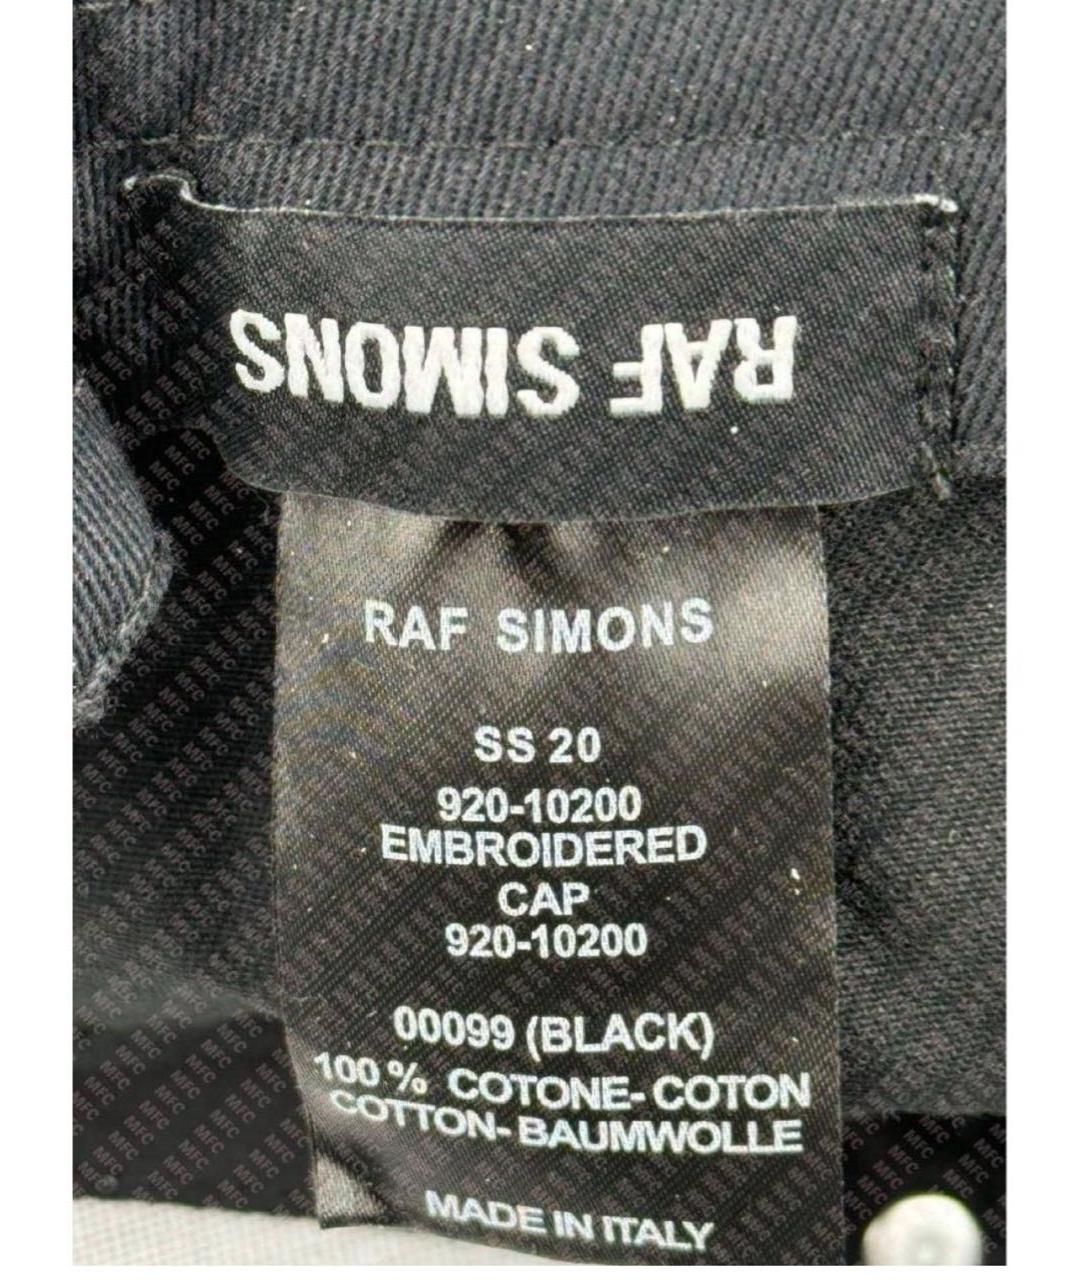 RAF SIMONS
RAF SIMONS
SS 20
920-10200
EMBROIDERED
CAP
920-10200
00099 (BLACK)
100 % COTONE- COTON
COTTON- BAUMWOLLE
MADE IN ITALY